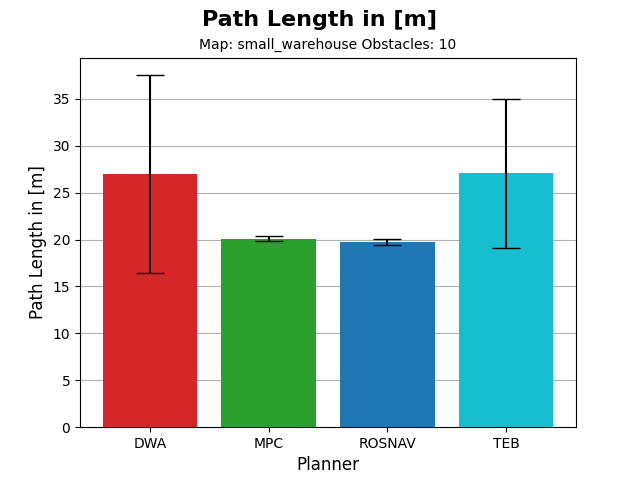 Path Length in [m]
Map: small_warehouse Obstacles: 10
Path Length in [m]
35
30
25
20
15
10
5
0
DWA MPC ROSNAV TEB
Planner